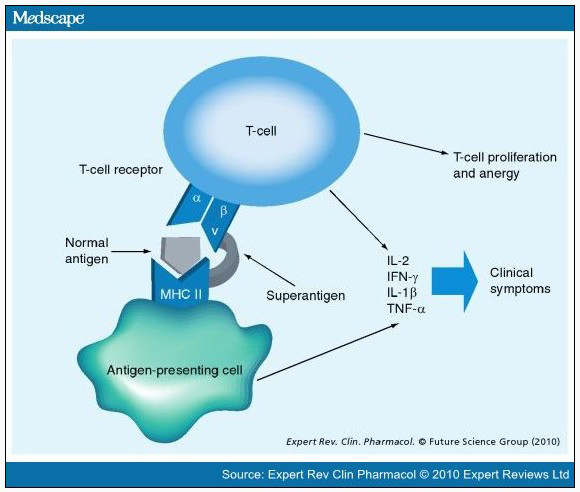 Medscape
T-cell
T-cell receptor
T-cell proliferation
and anergy
α
β
v
Normal
antigen
MHC II
Superantigen
IL-2
IFN-γ
IL-1β
TNF-α
Clinical
symptoms
Antigen-presenting cell
Expert Rev. Clin. Pharmacol. © Future Science Group (2010)
Source: Expert Rev Clin Pharmacol © 2010 Expert Reviews Ltd